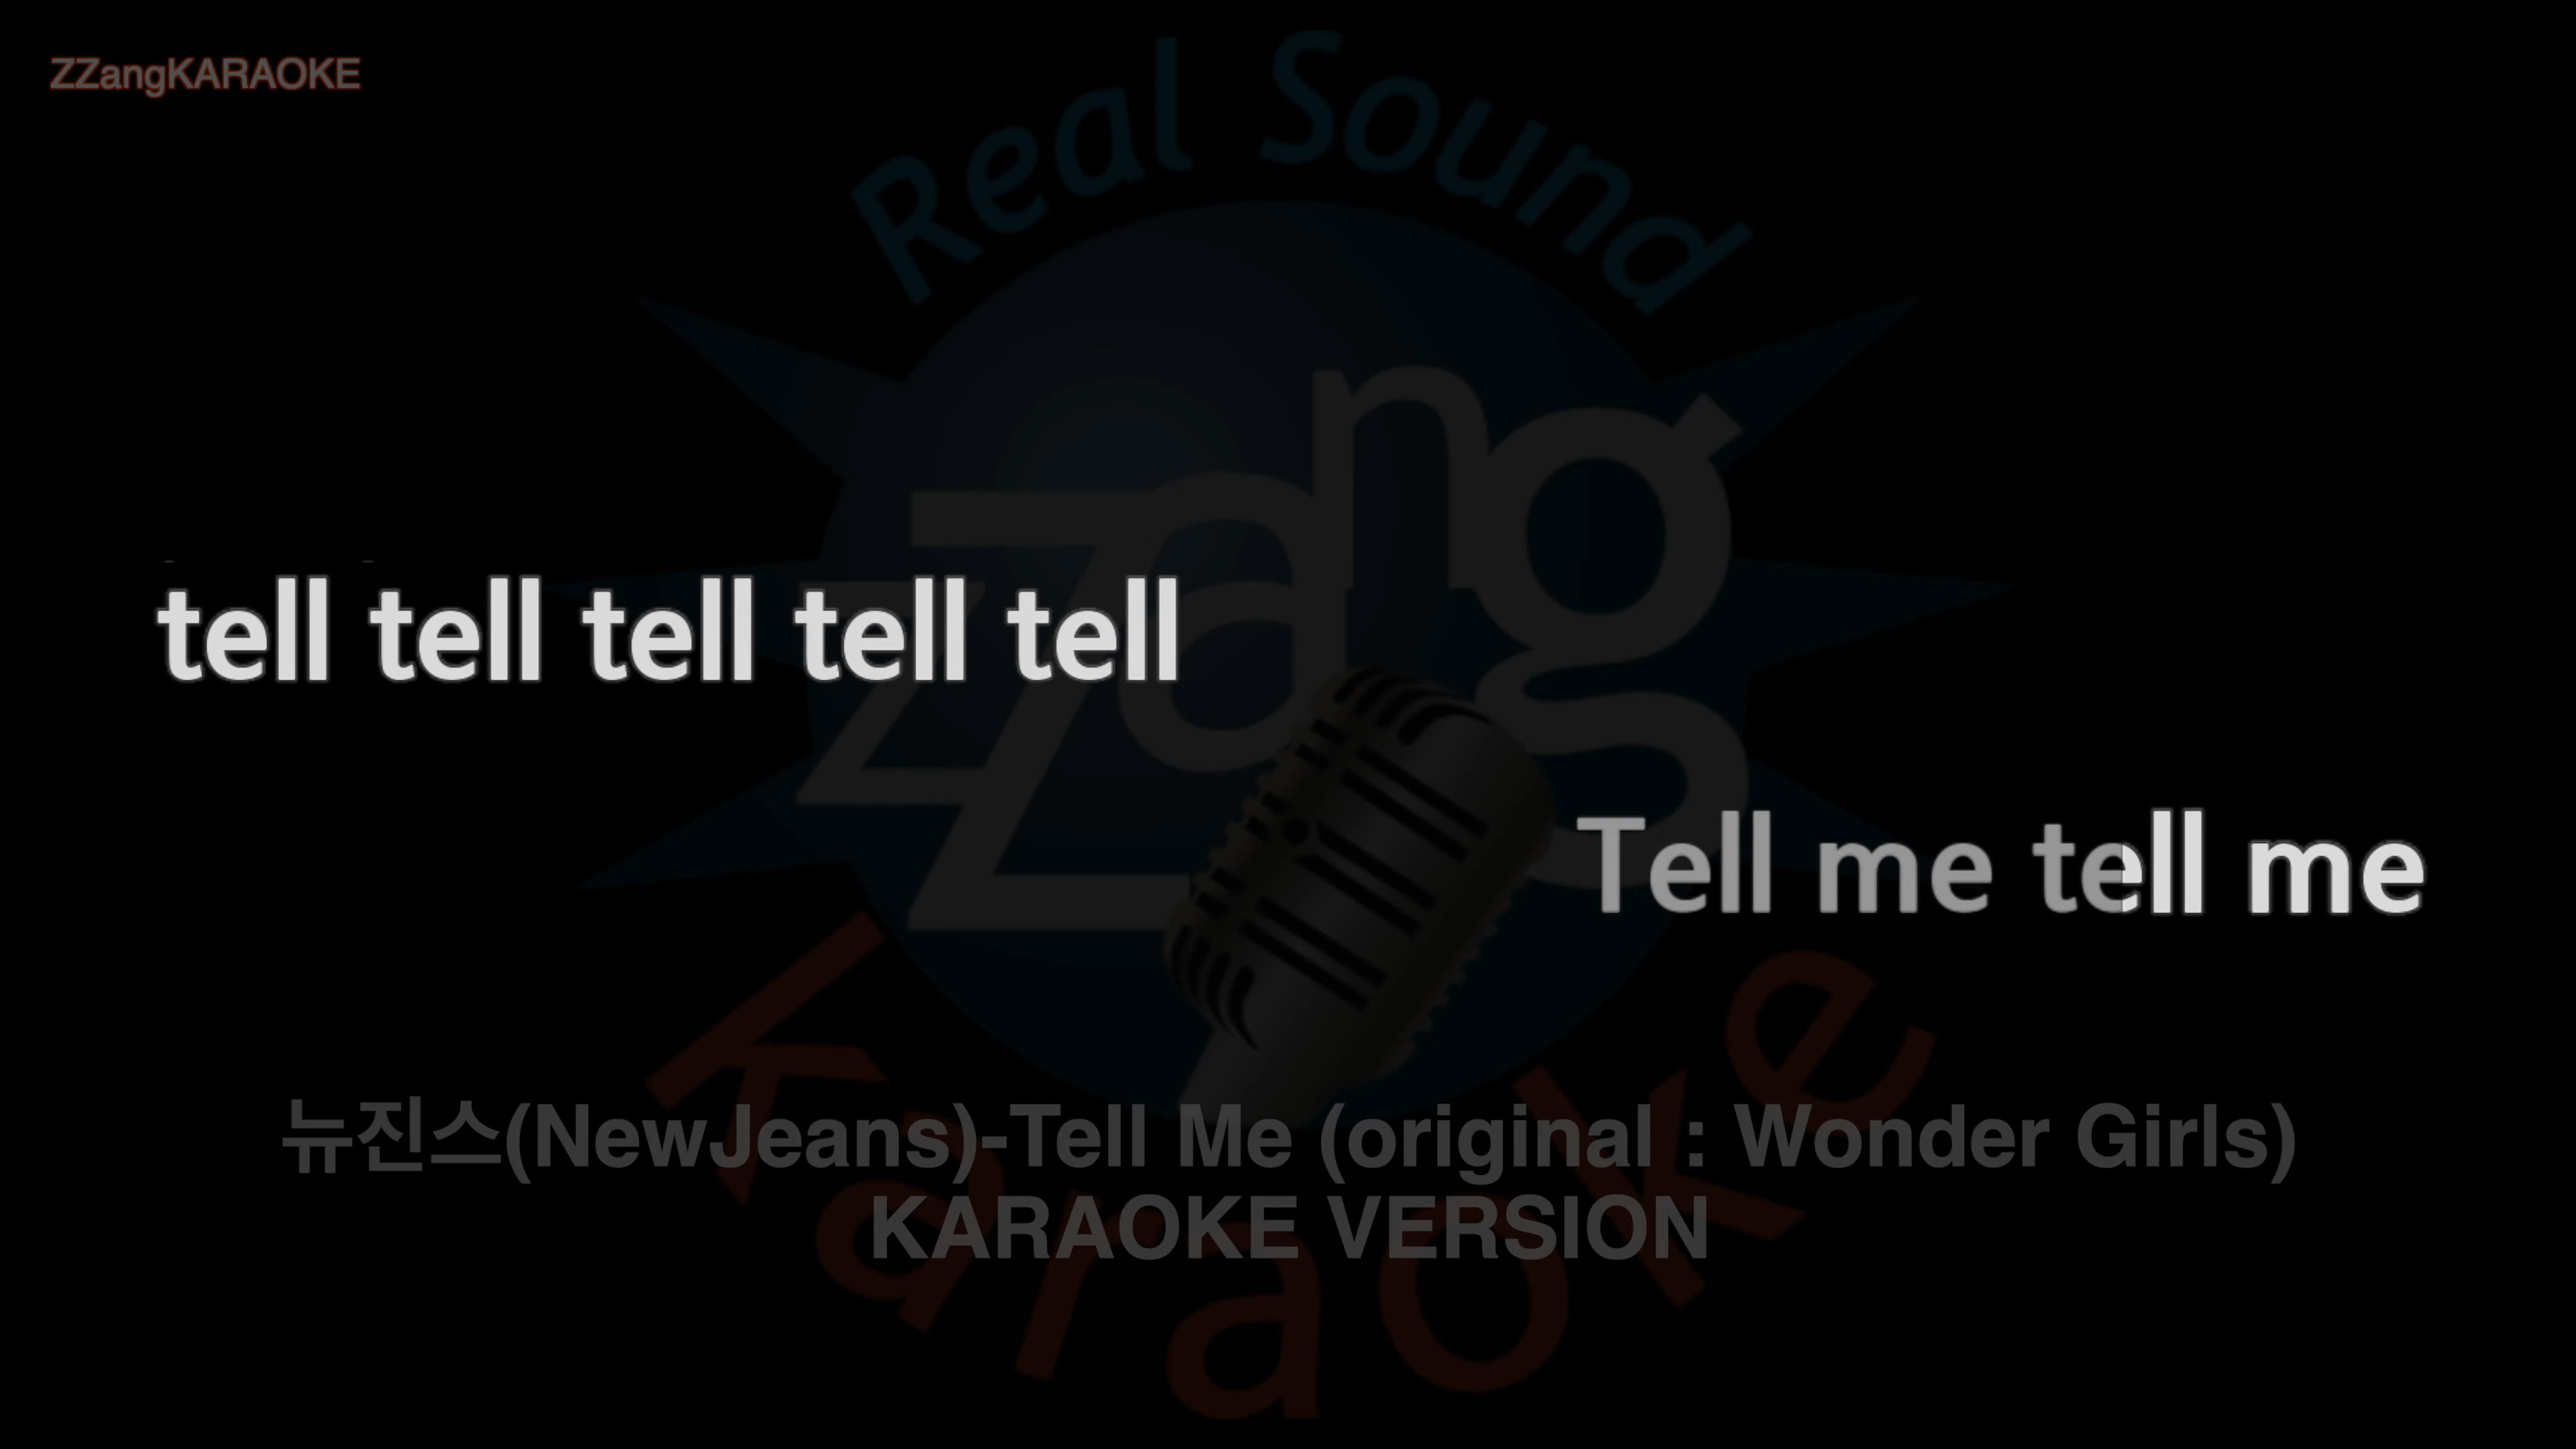 ZZangKARAOKE
Real Sound
zZang
tell tell tell tell tell
Tell me tell me
Karaoke
뉴진스(NewJeans)-Tell Me (original : Wonder Girls)
KARAOKE VERSION